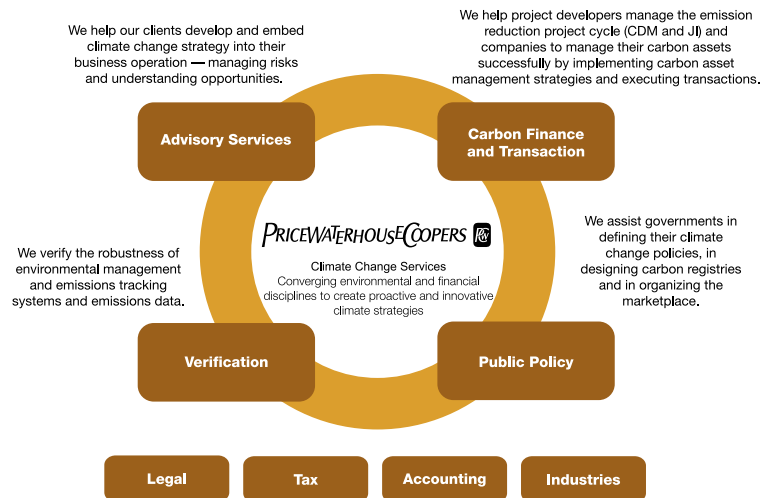 We help our clients develop and embed
climate change strategy into their
business operation — managing risks
and understanding opportunities.
We help project developers manage the emission
reduction project cycle (CDM and JI) and
companies to manage their carbon assets
successfully by implementing carbon asset
management strategies and executing transactions.
Advisory Services
Carbon Finance
and Transaction
PRICEWATERHOUSECOOPERS PwC
Climate Change Services
Converging environmental and financial
disciplines to create proactive and innovative
climate strategies
We verify the robustness of
environmental management
and emissions tracking
systems and emissions data.
We assist governments in
defining their climate
change policies, in
designing carbon registries
and in organizing the
marketplace.
Verification
Public Policy
Legal
Tax
Accounting
Industries